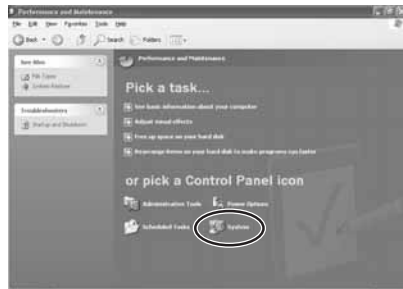 Performance and Maintenance
File Edit View Favorites Tools Help
Back Search Folders
See Also
File Types
System Restore
Troubleshooters
Startup and Shutdown
Performance and Maintenance
Pick a task...
See basic information about your computer
Adjust visual effects
Free up space on your hard disk
Rearrange items on your hard disk to make programs run faster
or pick a Control Panel icon
Administrative Tools Power Options
Scheduled Tasks System